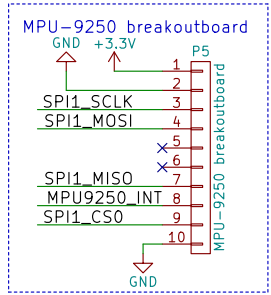 MPU-9250 breakoutboard
GND +3.3V
P5
1
2
SPI1_SCLK 3
SPI1_MOSI 4
5
6
SPI1_MISO 7
MPU9250_INT 8
SPI1_CS0 9
10
MPU-9250 breakoutboard
GND